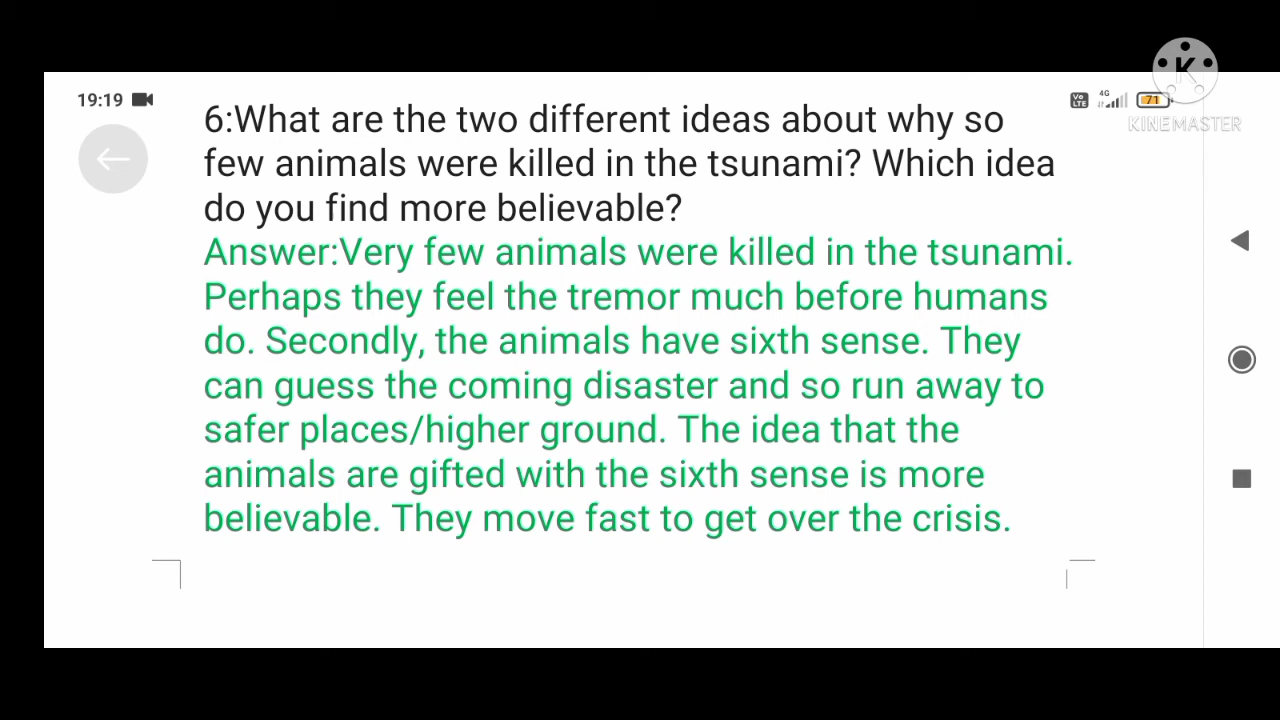 19:19
Vo LTE 4G 71
K
KINEMASTER
6:What are the two different ideas about why so
few animals were killed in the tsunami? Which idea
do you find more believable?
Answer:Very few animals were killed in the tsunami.
Perhaps they feel the tremor much before humans
do. Secondly, the animals have sixth sense. They
can guess the coming disaster and so run away to
safer places/higher ground. The idea that the
animals are gifted with the sixth sense is more
believable. They move fast to get over the crisis.